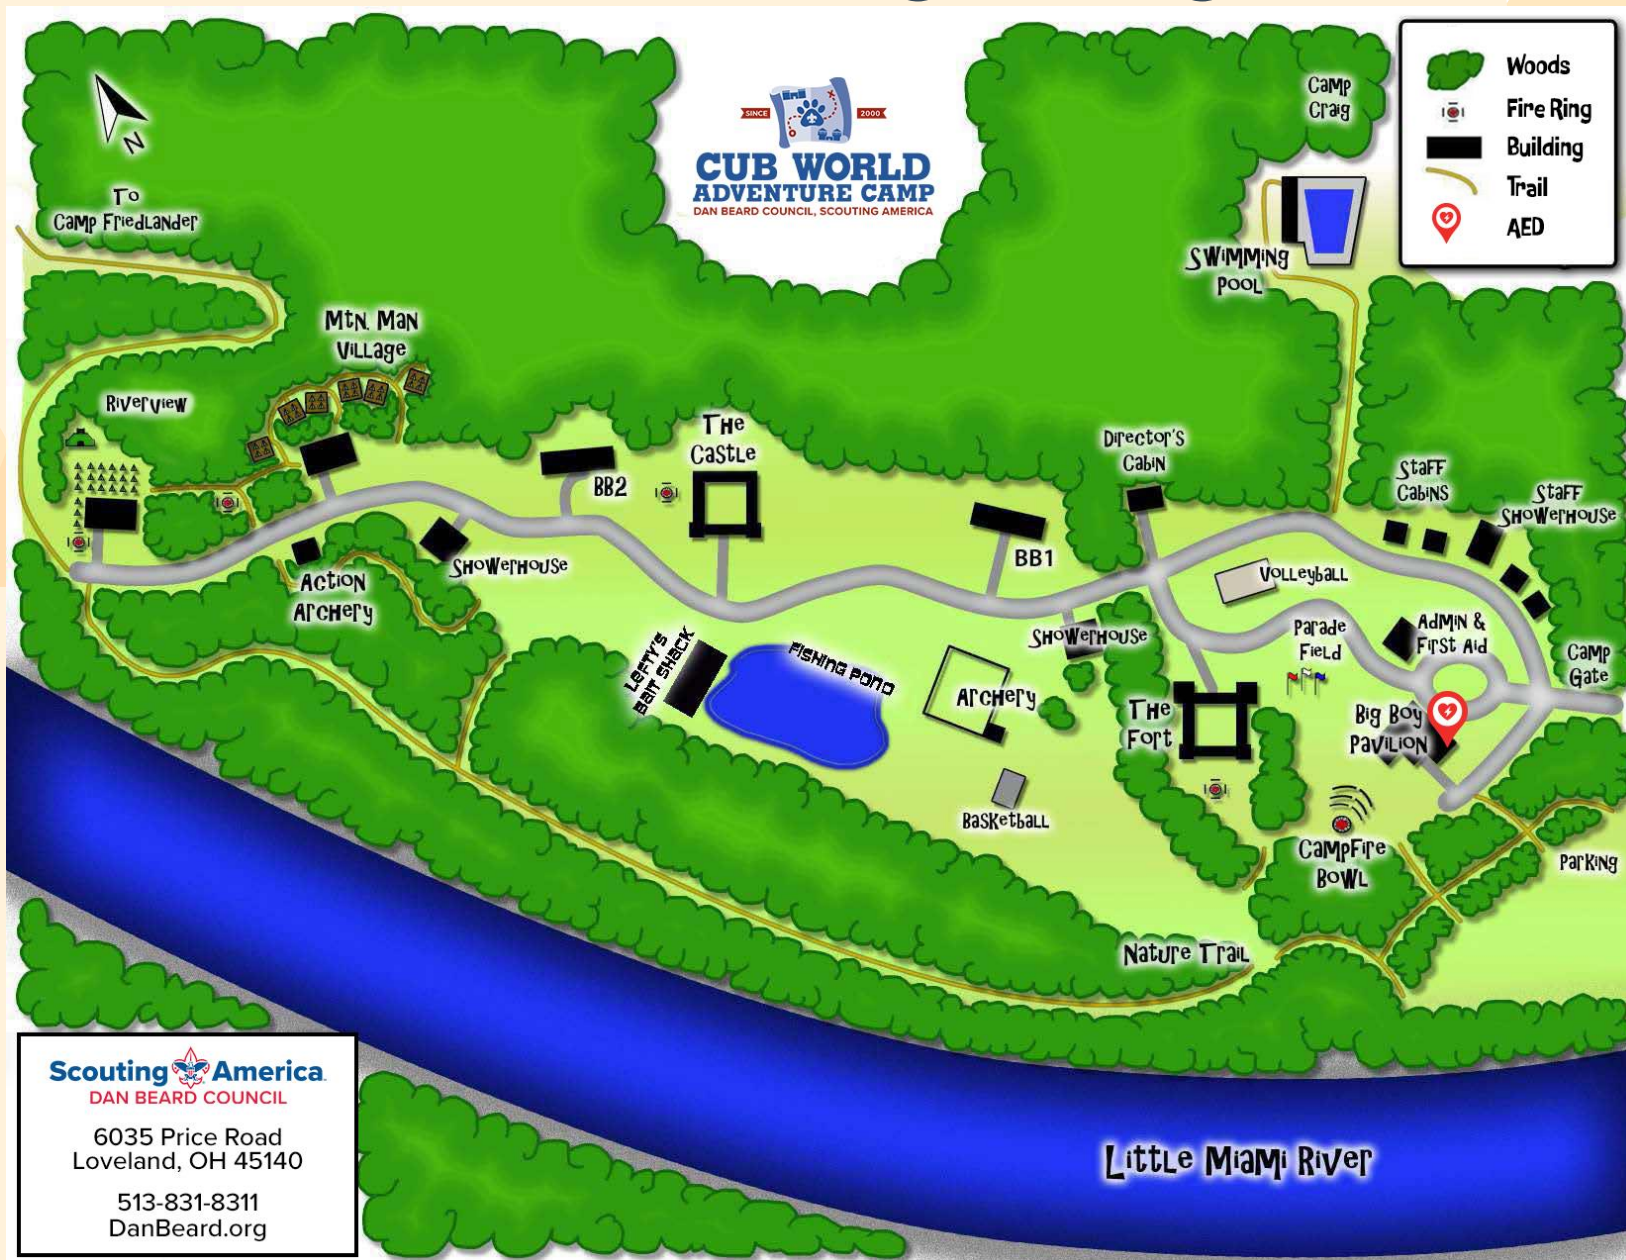 Woods
Fire Ring
Building
Trail
AED
N
To
Camp Friedlander
SINCE
2000
CUB WORLD
ADVENTURE CAMP
DAN BEARD COUNCIL, SCOUTING AMERICA
Camp
Craig
Swimming
Pool
Mtn. Man
Village
Riverview
The
Castle
BB2
Director's
Cabin
Staff
Cabins
Staff
Showerhouse
BB1
Showerhouse
Action
Archery
Volleyball
Parade
Field
Admin &
First Aid
Camp
Gate
Showerhouse
Lefty's
Bait Shack
Fishing Pond
Archery
The
Fort
Big Boy
Pavilion
Basketball
Campfire
Bowl
Parking
Nature Trail
Little Miami River
Scouting America
DAN BEARD COUNCIL
6035 Price Road
Loveland, OH 45140
513-831-8311
DanBeard.org